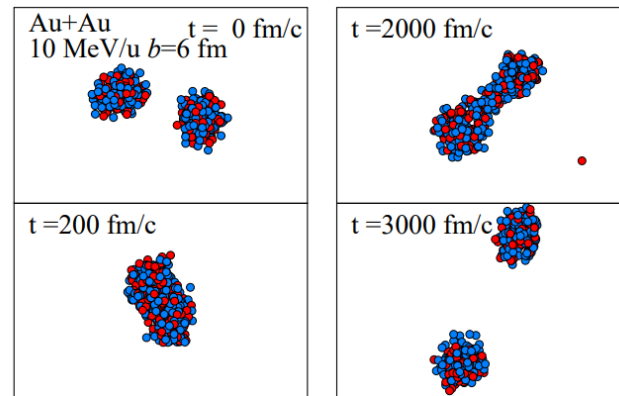 Au+Au t = 0 fm/c
10 MeV/u b=6 fm
t =2000 fm/c
t =200 fm/c
t=3000 fm/c